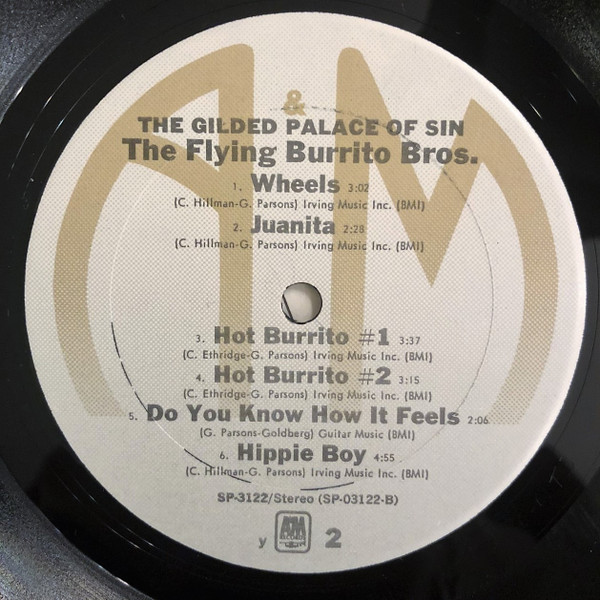 A&M
THE GILDED PALACE OF SIN
The Flying Burrito Bros.
1. Wheels 3:02
(C. Hillman-G. Parsons) Irving Music Inc. (BMI)
2. Juanita 2:28
(C. Hillman-G. Parsons) Irving Music Inc. (BMI)
3. Hot Burrito #1 3:37
(C. Ethridge-G. Parsons) Irving Music Inc. (BMI)
4. Hot Burrito #2 3:15
(C. Ethridge-G. Parsons) Irving Music Inc. (BMI)
5. Do You Know How It Feels 2:06
(G. Parsons-Goldberg) Guitar Music (BMI)
6. Hippie Boy 4:55
(C. Hillman-G. Parsons) Irving Music Inc. (BMI)
SP-3122/Stereo (SP-03122-B)
y A&M RECORDS 2